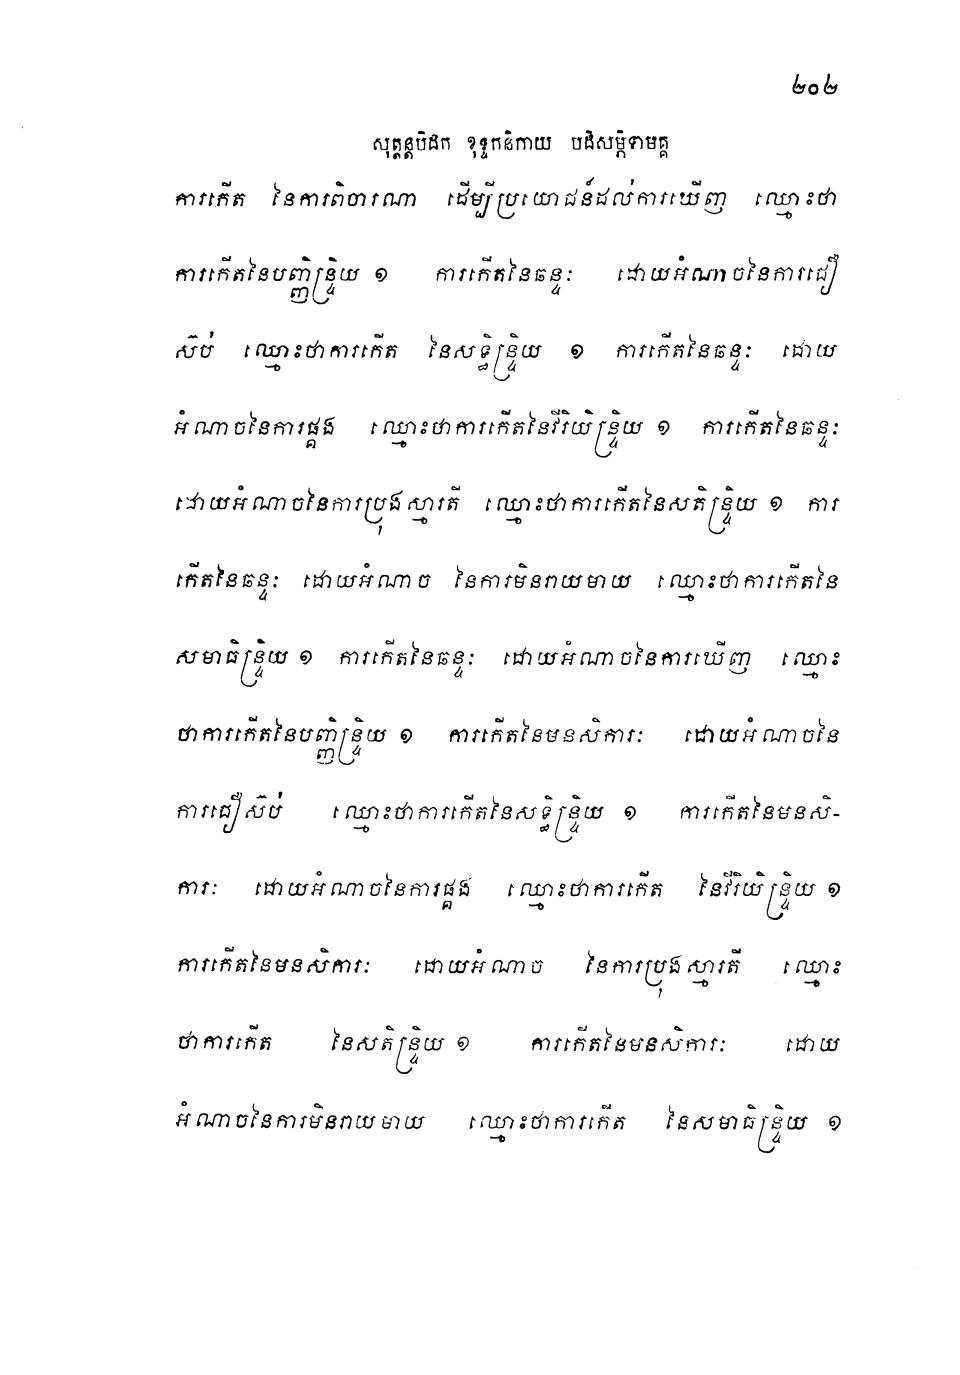 ២០២
សុត្តន្តបិដក ខុទ្ទកនិកាយ បដិសម្ភិទាមគ្គ
ការកើត នៃការពិចារណា ដើម្បីប្រយោជន៍ដល់ការឃើញ ឈ្មោះថា
ការកើតនៃបញ្ញិន្ទ្រិយ ១ ការកើតនៃឆន្ទៈ ដោយអំណាចនៃការជឿ
ស៊ប់ ឈ្មោះថាការកើត នៃសទ្ធិន្ទ្រិយ ១ ការកើតនៃឆន្ទៈ ដោយ
អំណាចនៃការផ្គង ឈ្មោះថាការកើតនៃវីរិយិន្ទ្រិយ ១ ការកើតនៃឆន្ទៈ
ដោយអំណាចនៃការប្រុងស្មារតី ឈ្មោះថាការកើតនៃសតិន្ទ្រិយ ១ ការ
កើតនៃឆន្ទៈ ដោយអំណាច នៃការមិនរាយមាយ ឈ្មោះថាការកើតនៃ
សមាធិន្ទ្រិយ ១ ការកើតនៃឆន្ទៈ ដោយអំណាចនៃការឃើញ ឈ្មោះ
ថាការកើតនៃបញ្ញិន្ទ្រិយ ១ ការកើតនៃមនសិការៈ ដោយអំណាចនៃ
ការជឿស៊ប់ ឈ្មោះថាការកើតនៃសទ្ធិន្ទ្រិយ ១ ការកើតនៃមនសិ-
ការៈ ដោយអំណាចនៃការផ្គង ឈ្មោះថាការកើត នៃវីរិយិន្ទ្រិយ ១
ការកើតនៃមនសិការៈ ដោយអំណាច នៃការប្រុងស្មារតី ឈ្មោះ
ថាការកើត នៃសតិន្ទ្រិយ ១ ការកើតនៃមនសិការៈ ដោយ
អំណាចនៃការមិនរាយមាយ ឈ្មោះថាការកើត នៃសមាធិន្ទ្រិយ ១